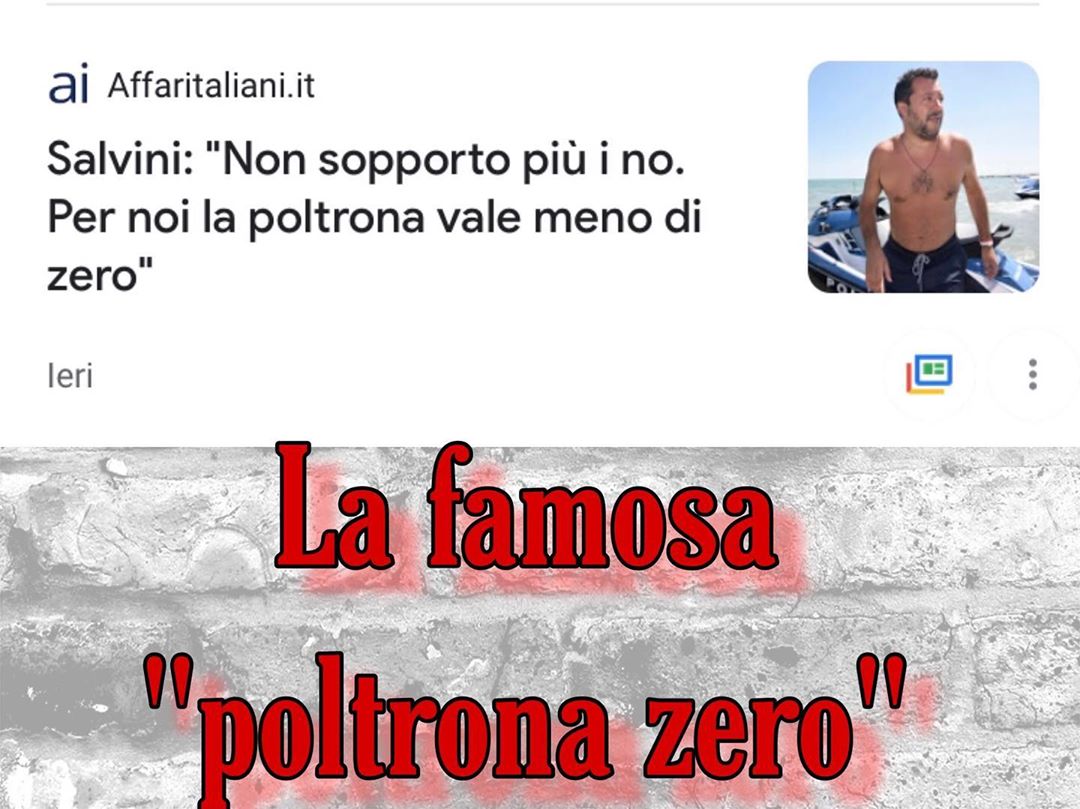 ai Affaritaliani.it
Salvini: "Non sopporto più i no.
Per noi la poltrona vale meno di
zero"
Ieri
La famosa
"poltrona zero"